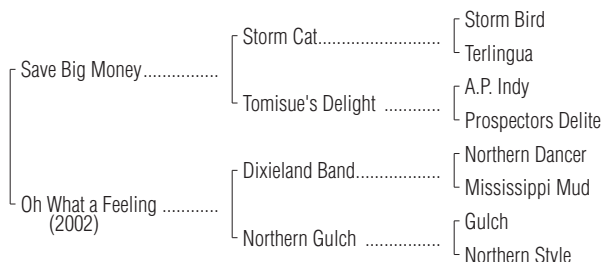 Storm Bird
Storm Cat..........................
Terlingua
Save Big Money................
A.P. Indy
Tomisue's Delight ............
Prospectors Delite
Northern Dancer
Dixieland Band..................
Mississippi Mud
Oh What a Feeling ............
(2002)
Gulch
Northern Gulch ................
Northern Style